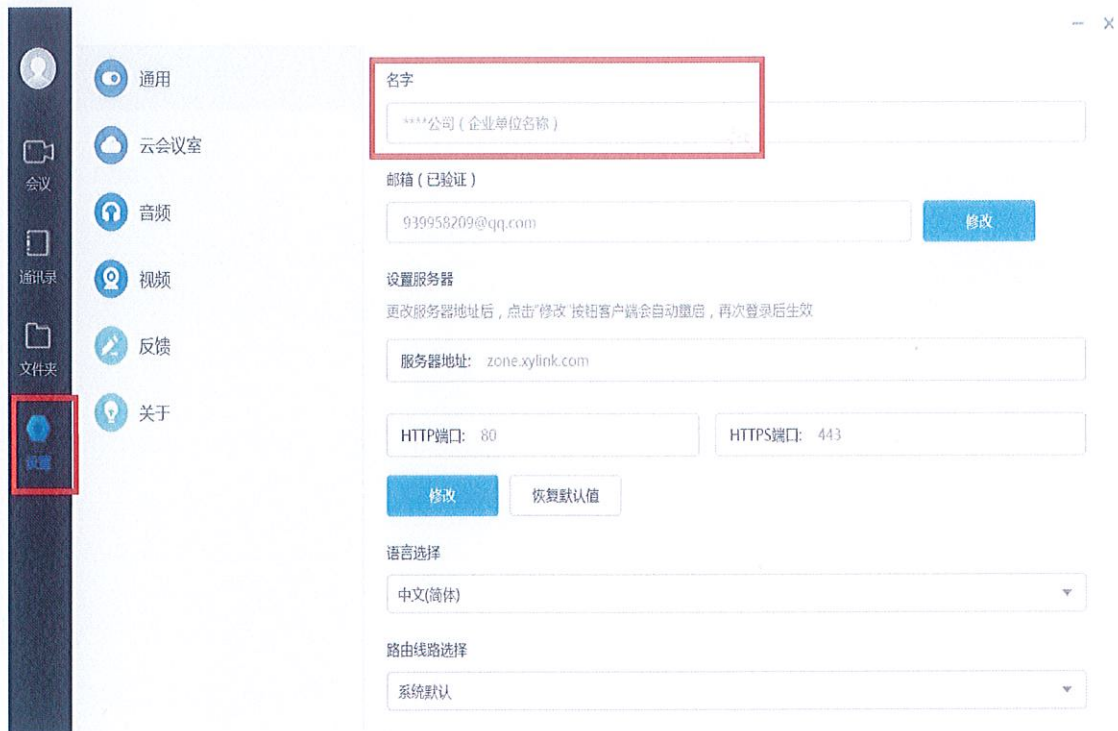 会议
通讯录
文件夹
设置
通用
云会议室
音频
视频
反馈
关于
名字
****公司(企业单位名称)
邮箱(已验证)
939958209@qq.com
修改
设置服务器
更改服务器地址后,点击"修改"按钮客户端会自动重启,再次登录后生效
服务器地址: zone.xylink.com
HTTP端口: 80 HTTPS端口: 443
修改 恢复默认值
语言选择
中文(简体)
路由线路选择
系统默认